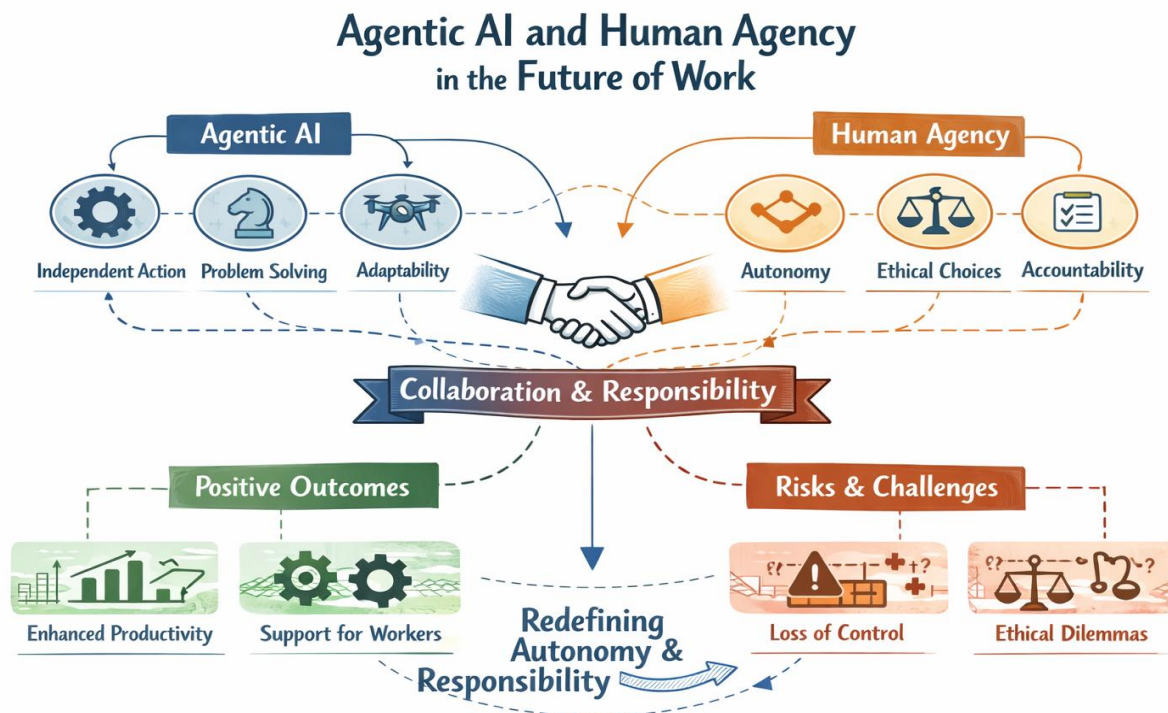 Agentic AI and Human Agency
in the Future of Work
Agentic AI
Human Agency
Independent Action
Problem Solving
Adaptability
Autonomy
Ethical Choices
Accountability
Collaboration & Responsibility
Positive Outcomes
Risks & Challenges
Enhanced Productivity
Support for Workers
Redefining
Autonomy &
Responsibility
??
+?
Loss of Control
??
?
Ethical Dilemmas